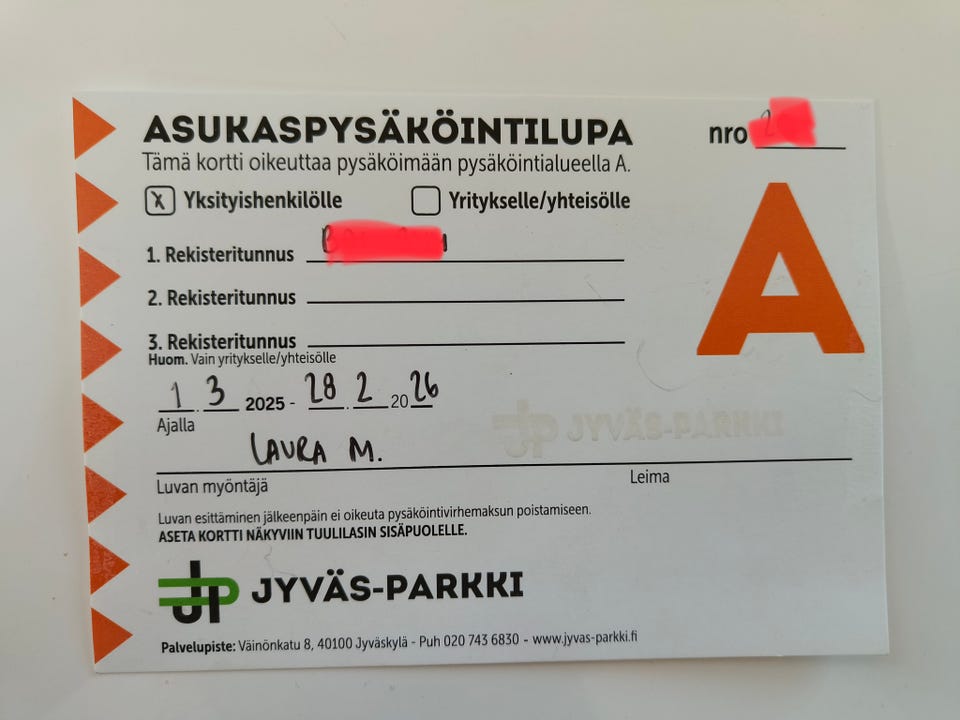 ASUKASPYSÄKÖINTILUPA nro
Tämä kortti oikeuttaa pysäköimään pysäköintialueella A.
x Yksityishenkilölle Yritykselle/yhteisölle
A
1. Rekisteritunnus
2. Rekisteritunnus
3. Rekisteritunnus
Huom. Vain yritykselle/yhteisölle
1.3 2025 - 28.2.2026
Ajalla
JP JYVÄS-PARKKI
LAURA M.
Luvan myöntäjä Leima
Luvan esittäminen jälkeenpäin ei oikeuta pysäköintivirhemaksun poistamiseen.
ASETA KORTTI NÄKYVIIN TUULILASIN SISÄPUOLELLE.
JP JYVÄS-PARKKI
Palvelupiste: Väinönkatu 8, 40100 Jyväskylä - Puh 020 743 6830 - www.jyvas-parkki.fi